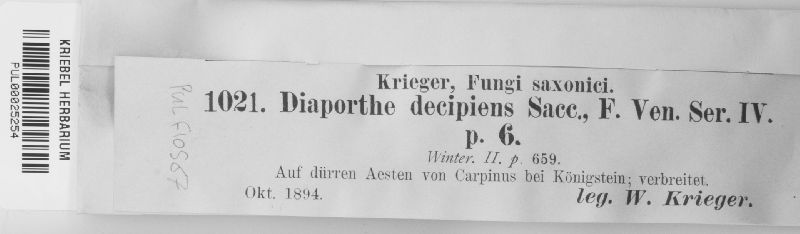 KRIEBEL HERBARIUM
PUL00025254
PUL F10587
Krieger, Fungi saxonici.
1021. Diaporthe decipiens Sacc., F. Ven. Ser. IV.
p. 6.
Winter. II. p. 659.
Auf dürren Aesten von Carpinus bei Königstein; verbreitet.
Okt. 1894.
leg. W. Krieger.